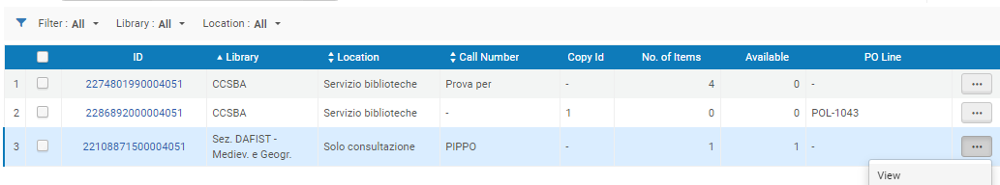 Filter : All Library : All Location : All
ID Library Location Call Number Copy Id No. of Items Available PO Line
1 2274801990004051 CCSBA Servizio biblioteche Prova per - 4 0 -
2 2286892000004051 CCSBA Servizio biblioteche - 1 0 0 POL-1043
3 22108871500004051 Sez. DAFIST - Mediev. e Geogr. Solo consultazione PIPPO - 1 1 -
View